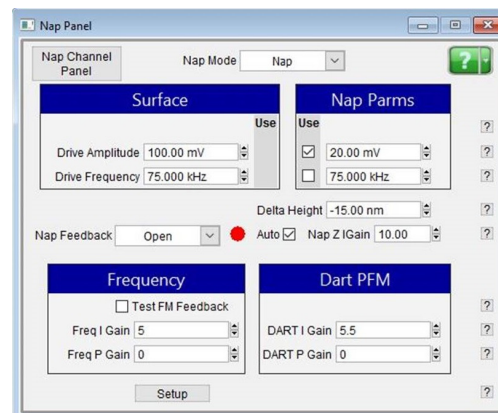 Nap Panel
Nap Channel Panel
Nap Mode Nap
?
Surface
Nap Parms
Use Use
?
Drive Amplitude 100.00 mV 20.00 mV ?
Drive Frequency 75.000 kHz 75.000 kHz ?
Delta Height -15.00 nm ?
Nap Feedback Open Auto Nap Z IGain 10.00 ?
Frequency
Dart PFM
Test FM Feedback ?
Freq I Gain 5 DART I Gain 5.5 ?
Freq P Gain 0 DART P Gain 0 ?
Setup ?